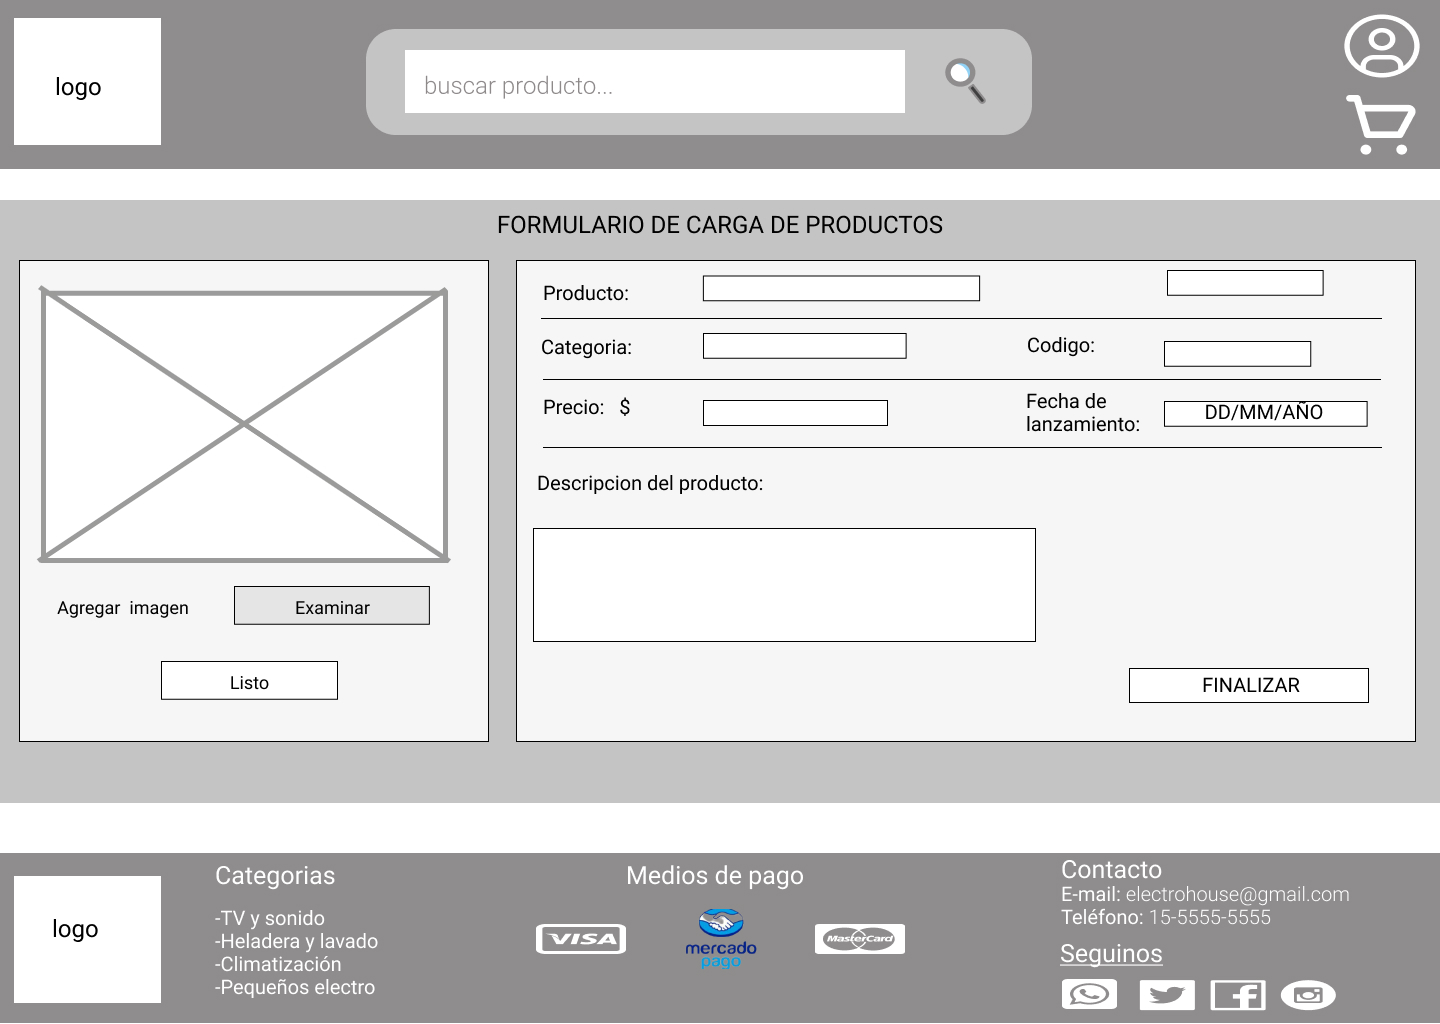 logo
buscar producto...
FORMULARIO DE CARGA DE PRODUCTOS
Agregar imagen
Examinar
Listo
Producto:
Categoria:
Codigo:
Precio: $
Fecha de
lanzamiento:
DD/MM/AÑO
Descripcion del producto:
FINALIZAR
logo
Categorias
-TV y sonido
-Heladera y lavado
-Climatización
-Pequeños electro
Medios de pago
VISA
mercado
pago
MasterCard
Contacto
E-mail: electrohouse@gmail.com
Teléfono: 15-5555-5555
Seguinos